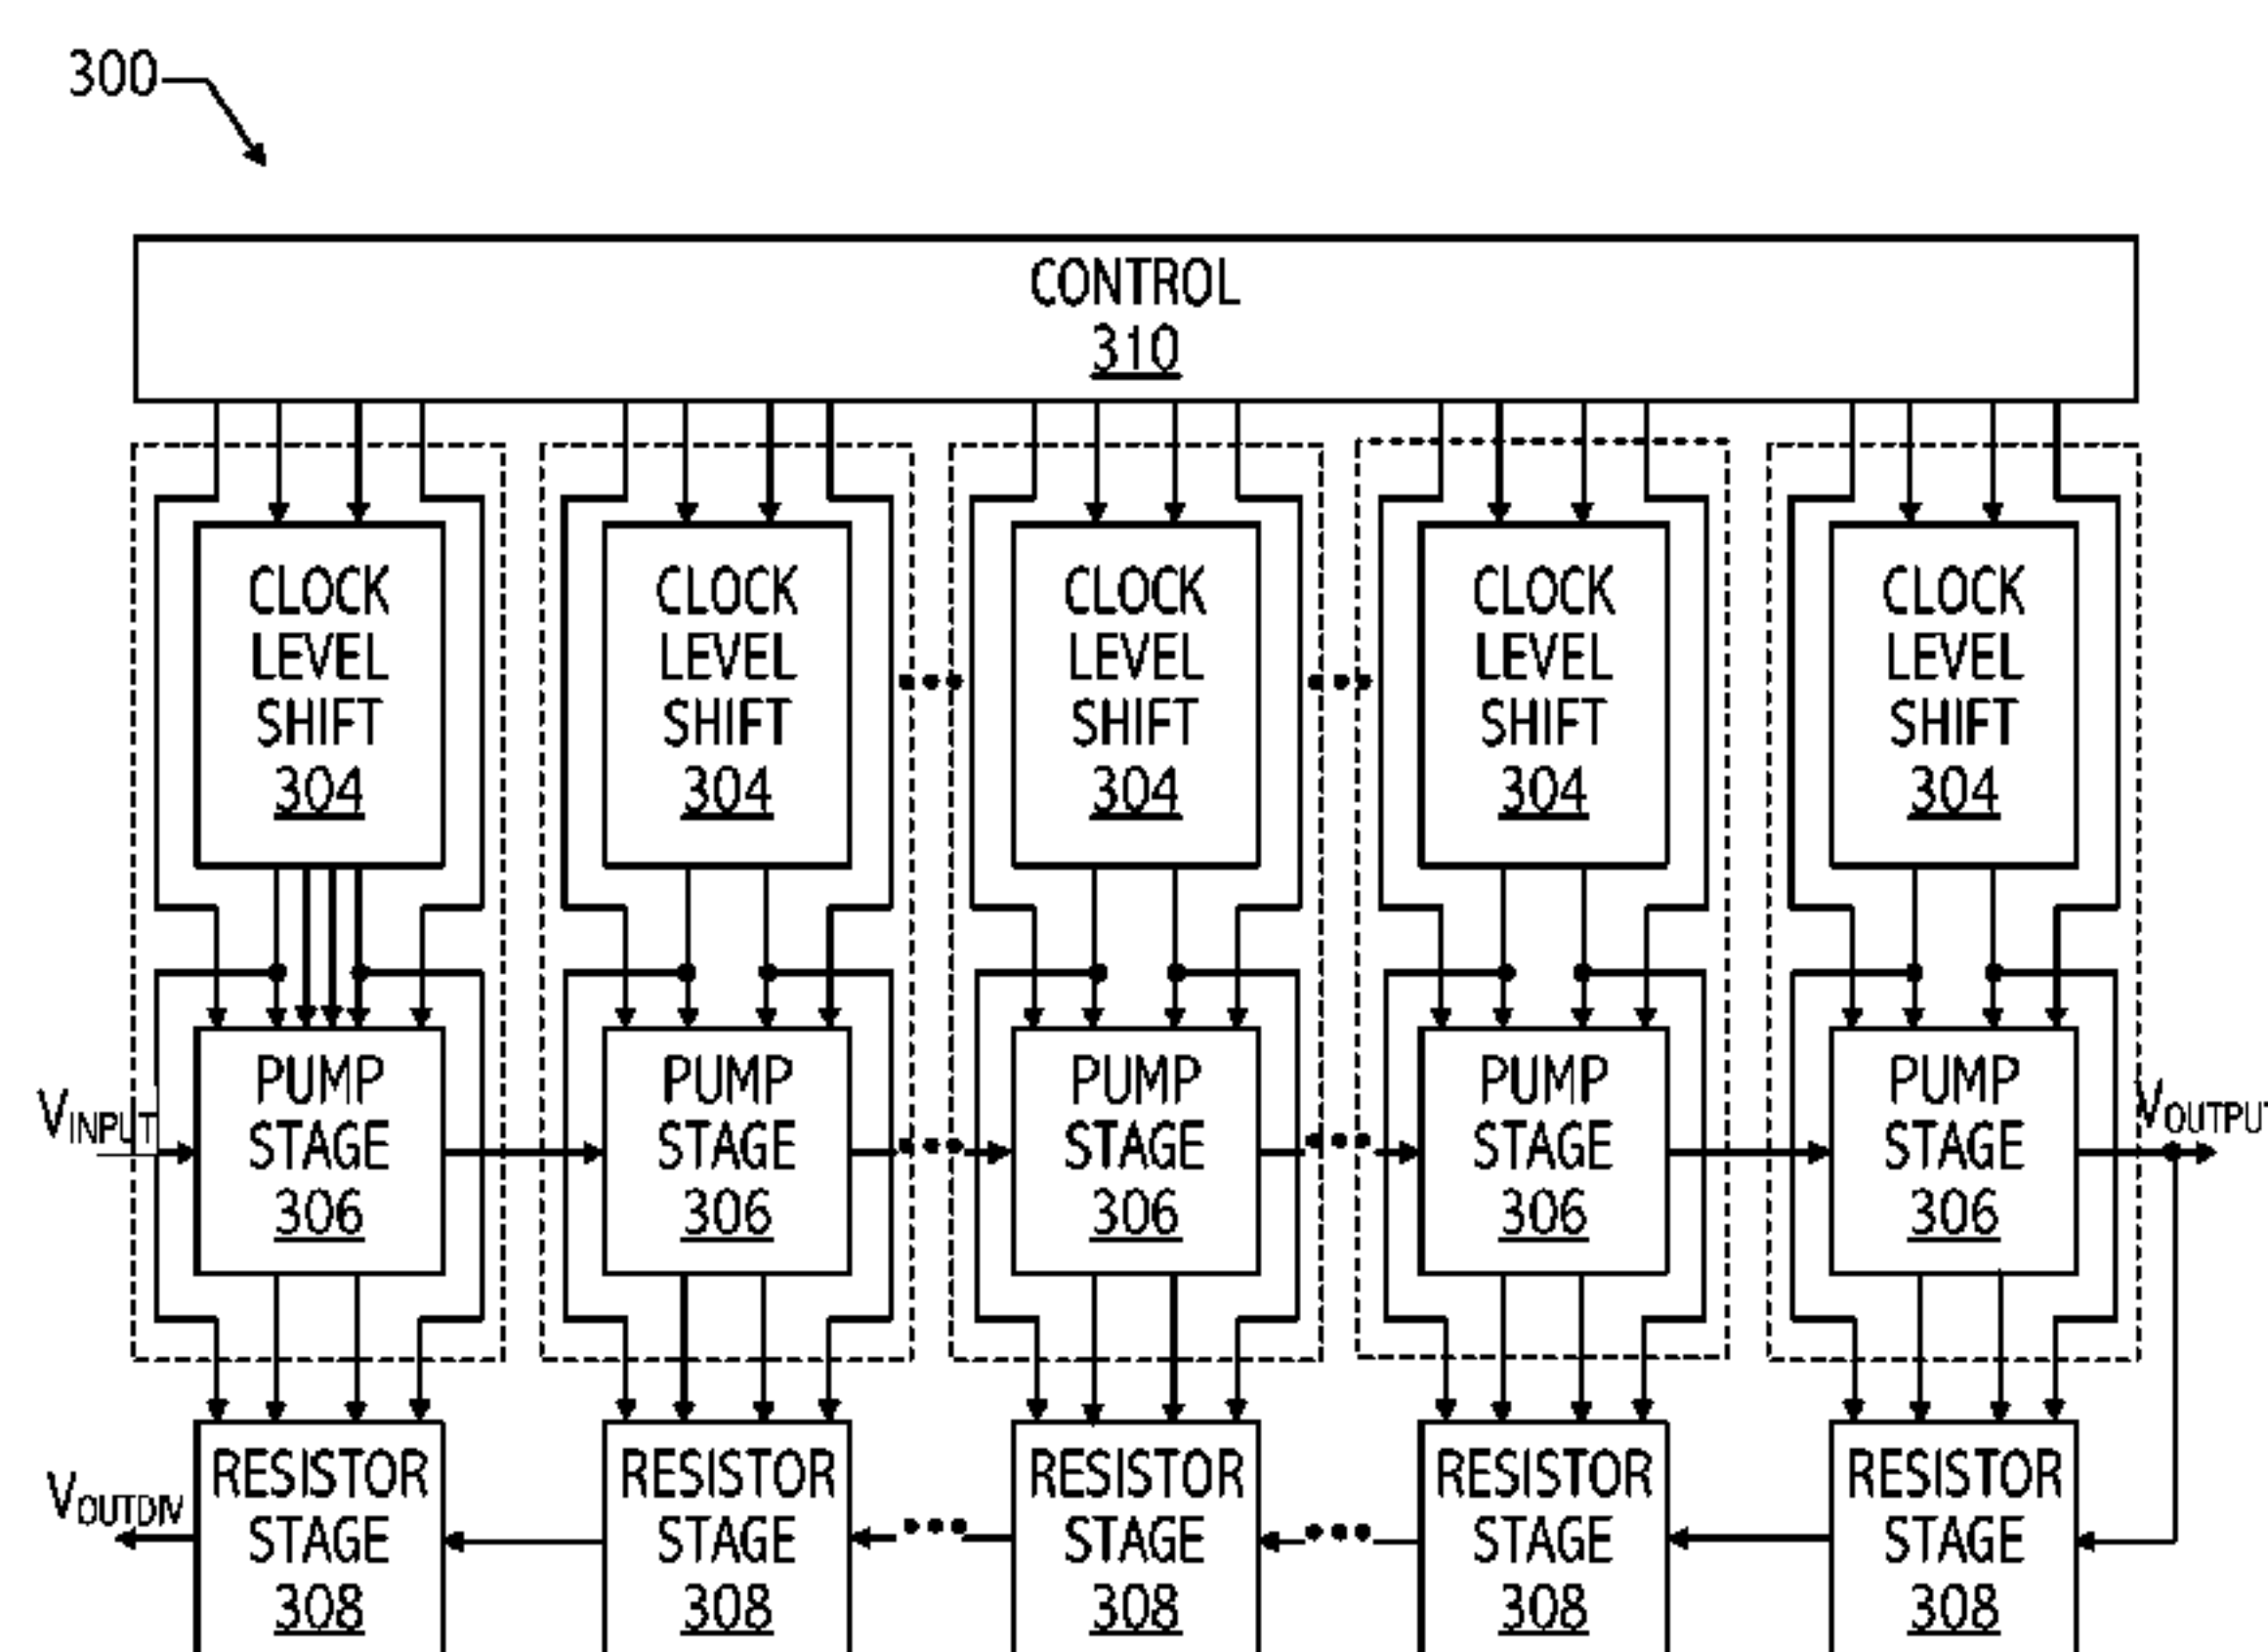 300
CONTROL
310
CLOCK
LEVEL
SHIFT
304
CLOCK
LEVEL
SHIFT
304
CLOCK
LEVEL
SHIFT
304
CLOCK
LEVEL
SHIFT
304
CLOCK
LEVEL
SHIFT
304
VINPUT
PUMP
STAGE
306
PUMP
STAGE
306
PUMP
STAGE
306
PUMP
STAGE
306
PUMP
STAGE
306
VOUTPUT
VOUTDIV
RESISTOR
STAGE
308
RESISTOR
STAGE
308
RESISTOR
STAGE
308
RESISTOR
STAGE
308
RESISTOR
STAGE
308